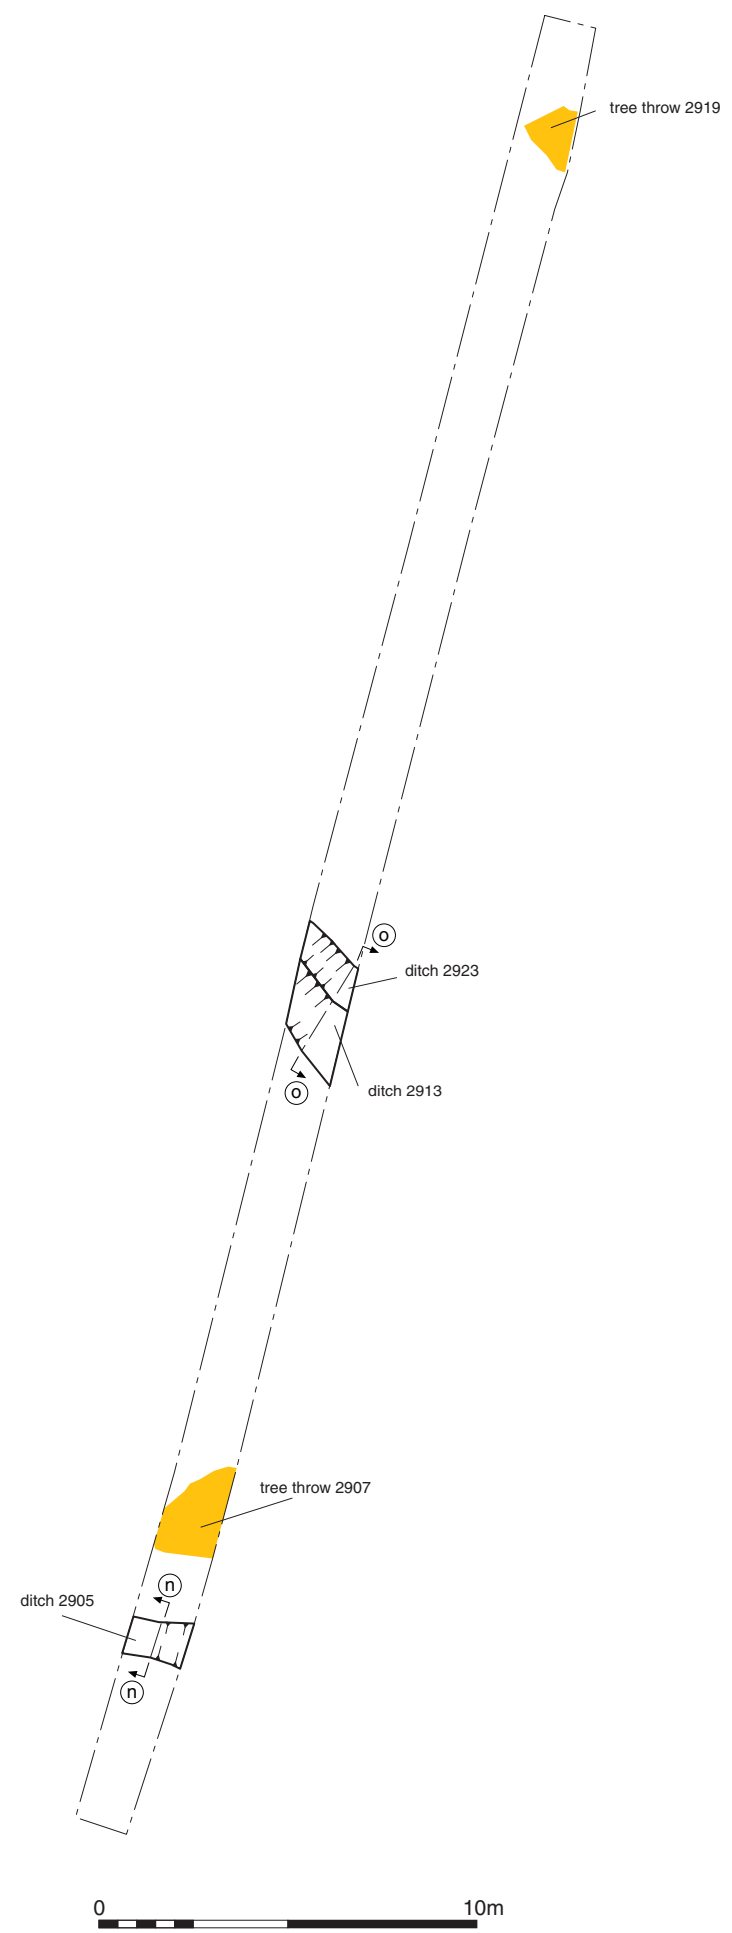 tree throw 2919
o
ditch 2923
o
ditch 2913
tree throw 2907
n
ditch 2905
n
0 10m